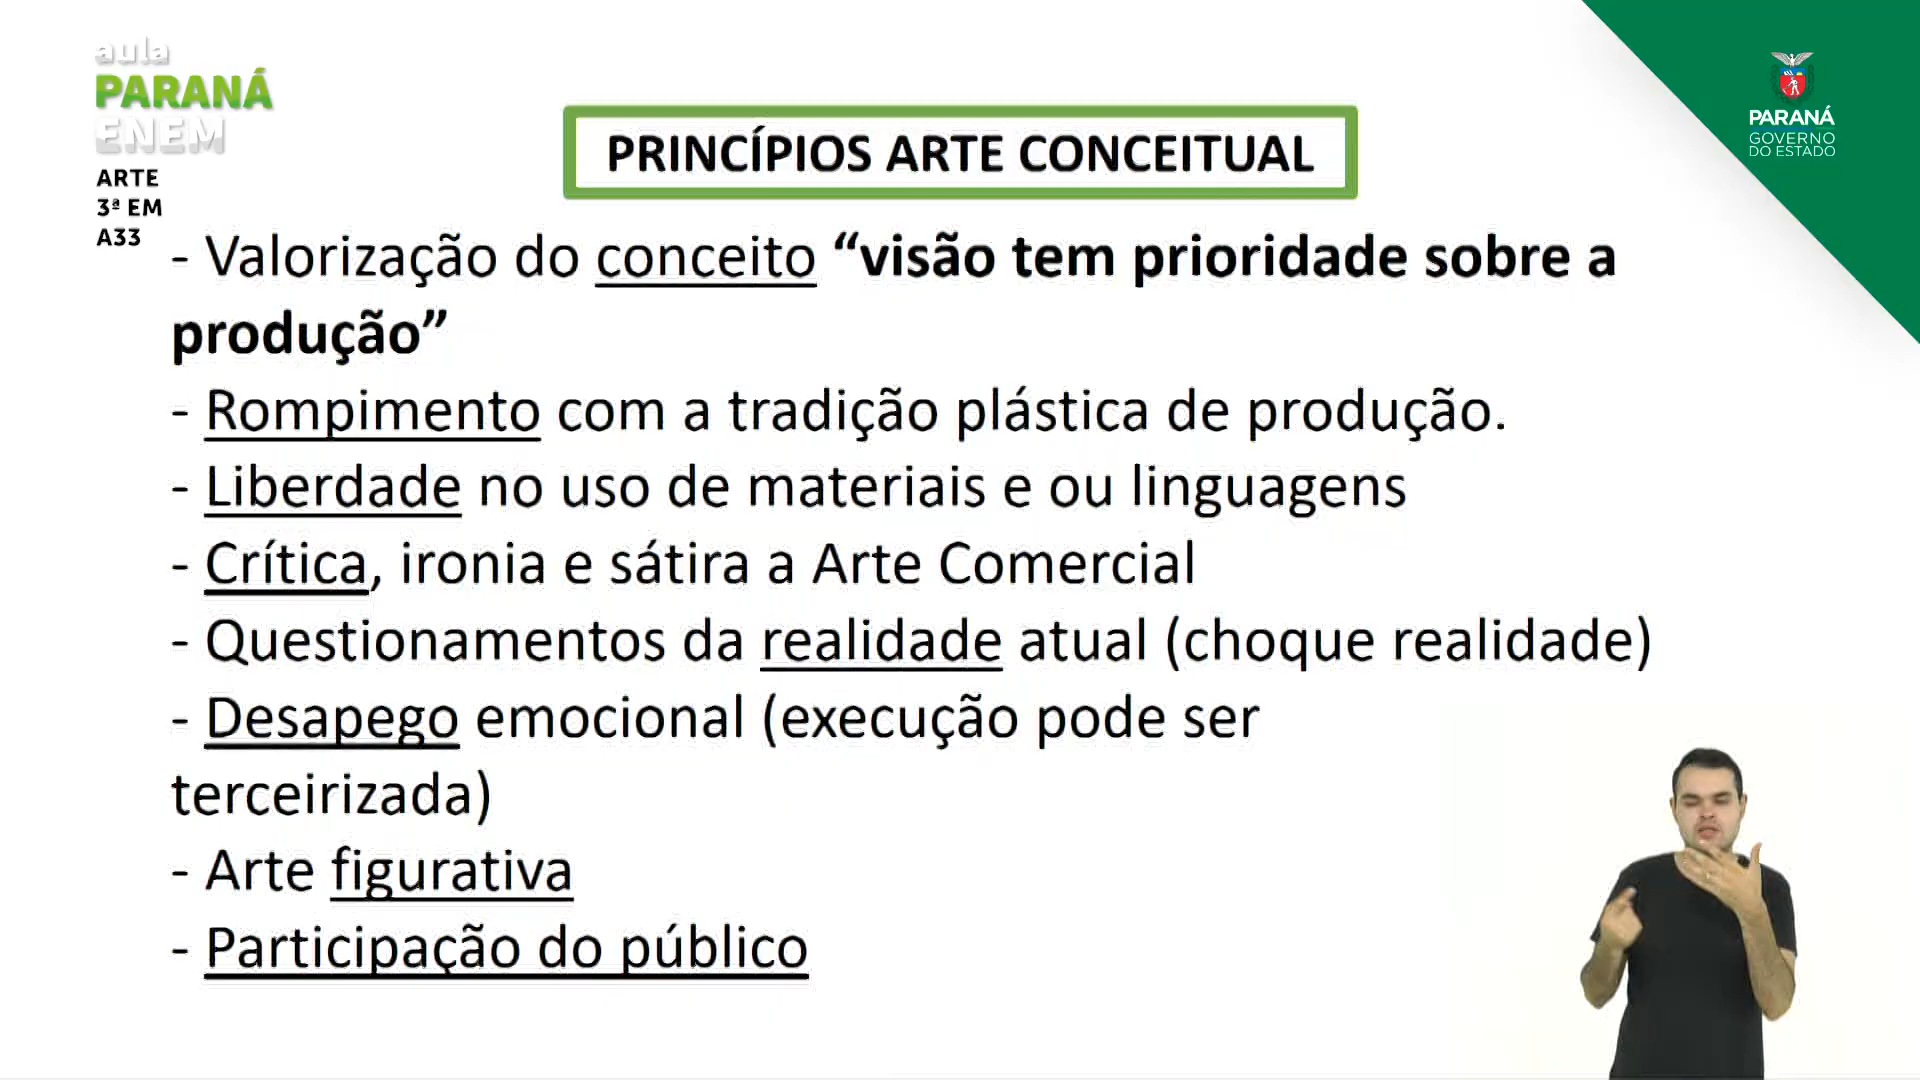 aula
PARANÁ
ENEM
ARTE
3ª EM
A33
PARANÁ
GOVERNO
DO ESTADO
PRINCÍPIOS ARTE CONCEITUAL
- Valorização do conceito “visão tem prioridade sobre a
produção”
- Rompimento com a tradição plástica de produção.
- Liberdade no uso de materiais e ou linguagens
- Crítica, ironia e sátira a Arte Comercial
- Questionamentos da realidade atual (choque realidade)
- Desapego emocional (execução pode ser
terceirizada)
- Arte figurativa
- Participação do público